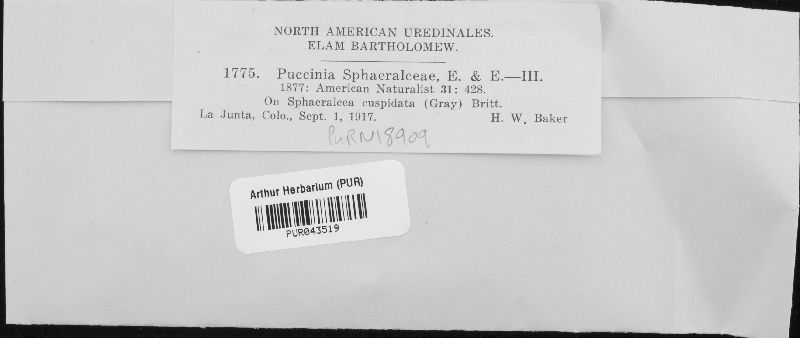 NORTH AMERICAN UREDINALES.
ELAM BARTHOLOMEW.
1775. Puccinia Sphaeralceae, E. & E.—III.
1877: American Naturalist 31: 428.
On Sphaeralcea cuspidata (Gray) Britt.
La Junta, Colo., Sept. 1, 1917. H. W. Baker
PURN18909
Arthur Herbarium (PUR)
PUR043519